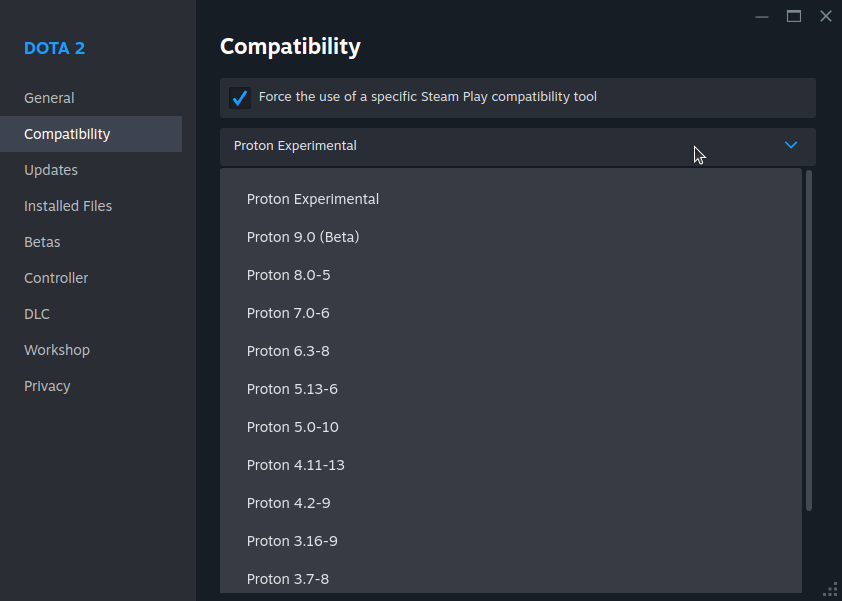 DOTA 2
General
Compatibility
Updates
Installed Files
Betas
Controller
DLC
Workshop
Privacy
Compatibility
Force the use of a specific Steam Play compatibility tool
Proton Experimental
Proton Experimental
Proton 9.0 (Beta)
Proton 8.0-5
Proton 7.0-6
Proton 6.3-8
Proton 5.13-6
Proton 5.0-10
Proton 4.11-13
Proton 4.2-9
Proton 3.16-9
Proton 3.7-8